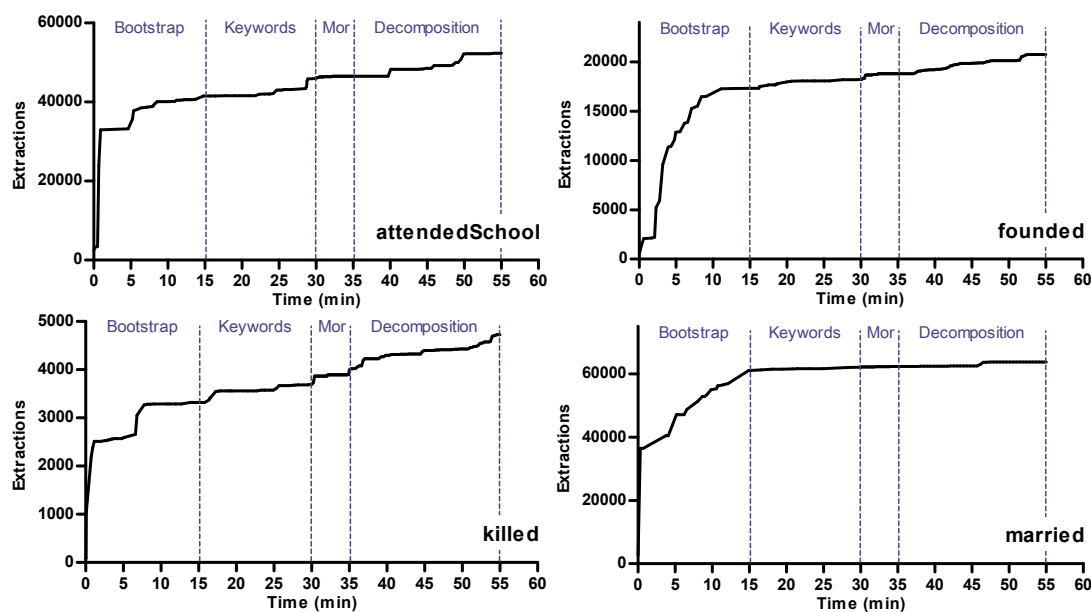 Bootstrap Keywords Mor Decomposition
60000
40000
20000
0
Extractions
attendedSchool
0 5 10 15 20 25 30 35 40 45 50 55 60
Time (min)
Bootstrap Keywords Mor Decomposition
20000
15000
10000
5000
0
Extractions
founded
0 5 10 15 20 25 30 35 40 45 50 55 60
Time (min)
Bootstrap Keywords Mor Decomposition
5000
4000
3000
2000
1000
0
Extractions
killed
0 5 10 15 20 25 30 35 40 45 50 55 60
Time (min)
Bootstrap Keywords Mor Decomposition
60000
40000
20000
0
Extractions
married
0 5 10 15 20 25 30 35 40 45 50 55 60
Time (min)